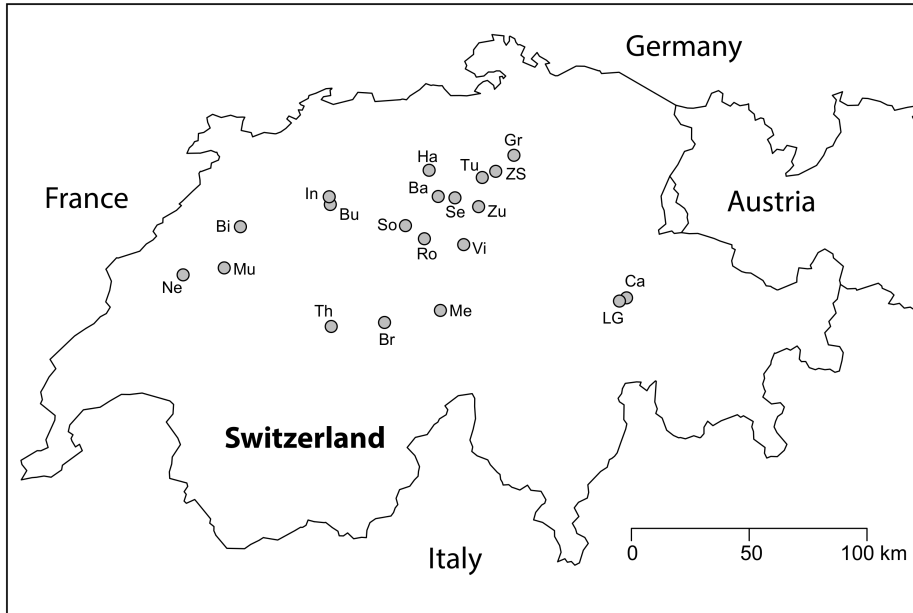 Germany
Gr
Ha
Tu
ZS
France
In
Ba
Austria
Bu
Se
Zu
Bi
So
Ro
Vi
Mu
Ne
Ca
Th
Me
LG
Br
Switzerland
Italy
0 50 100 km